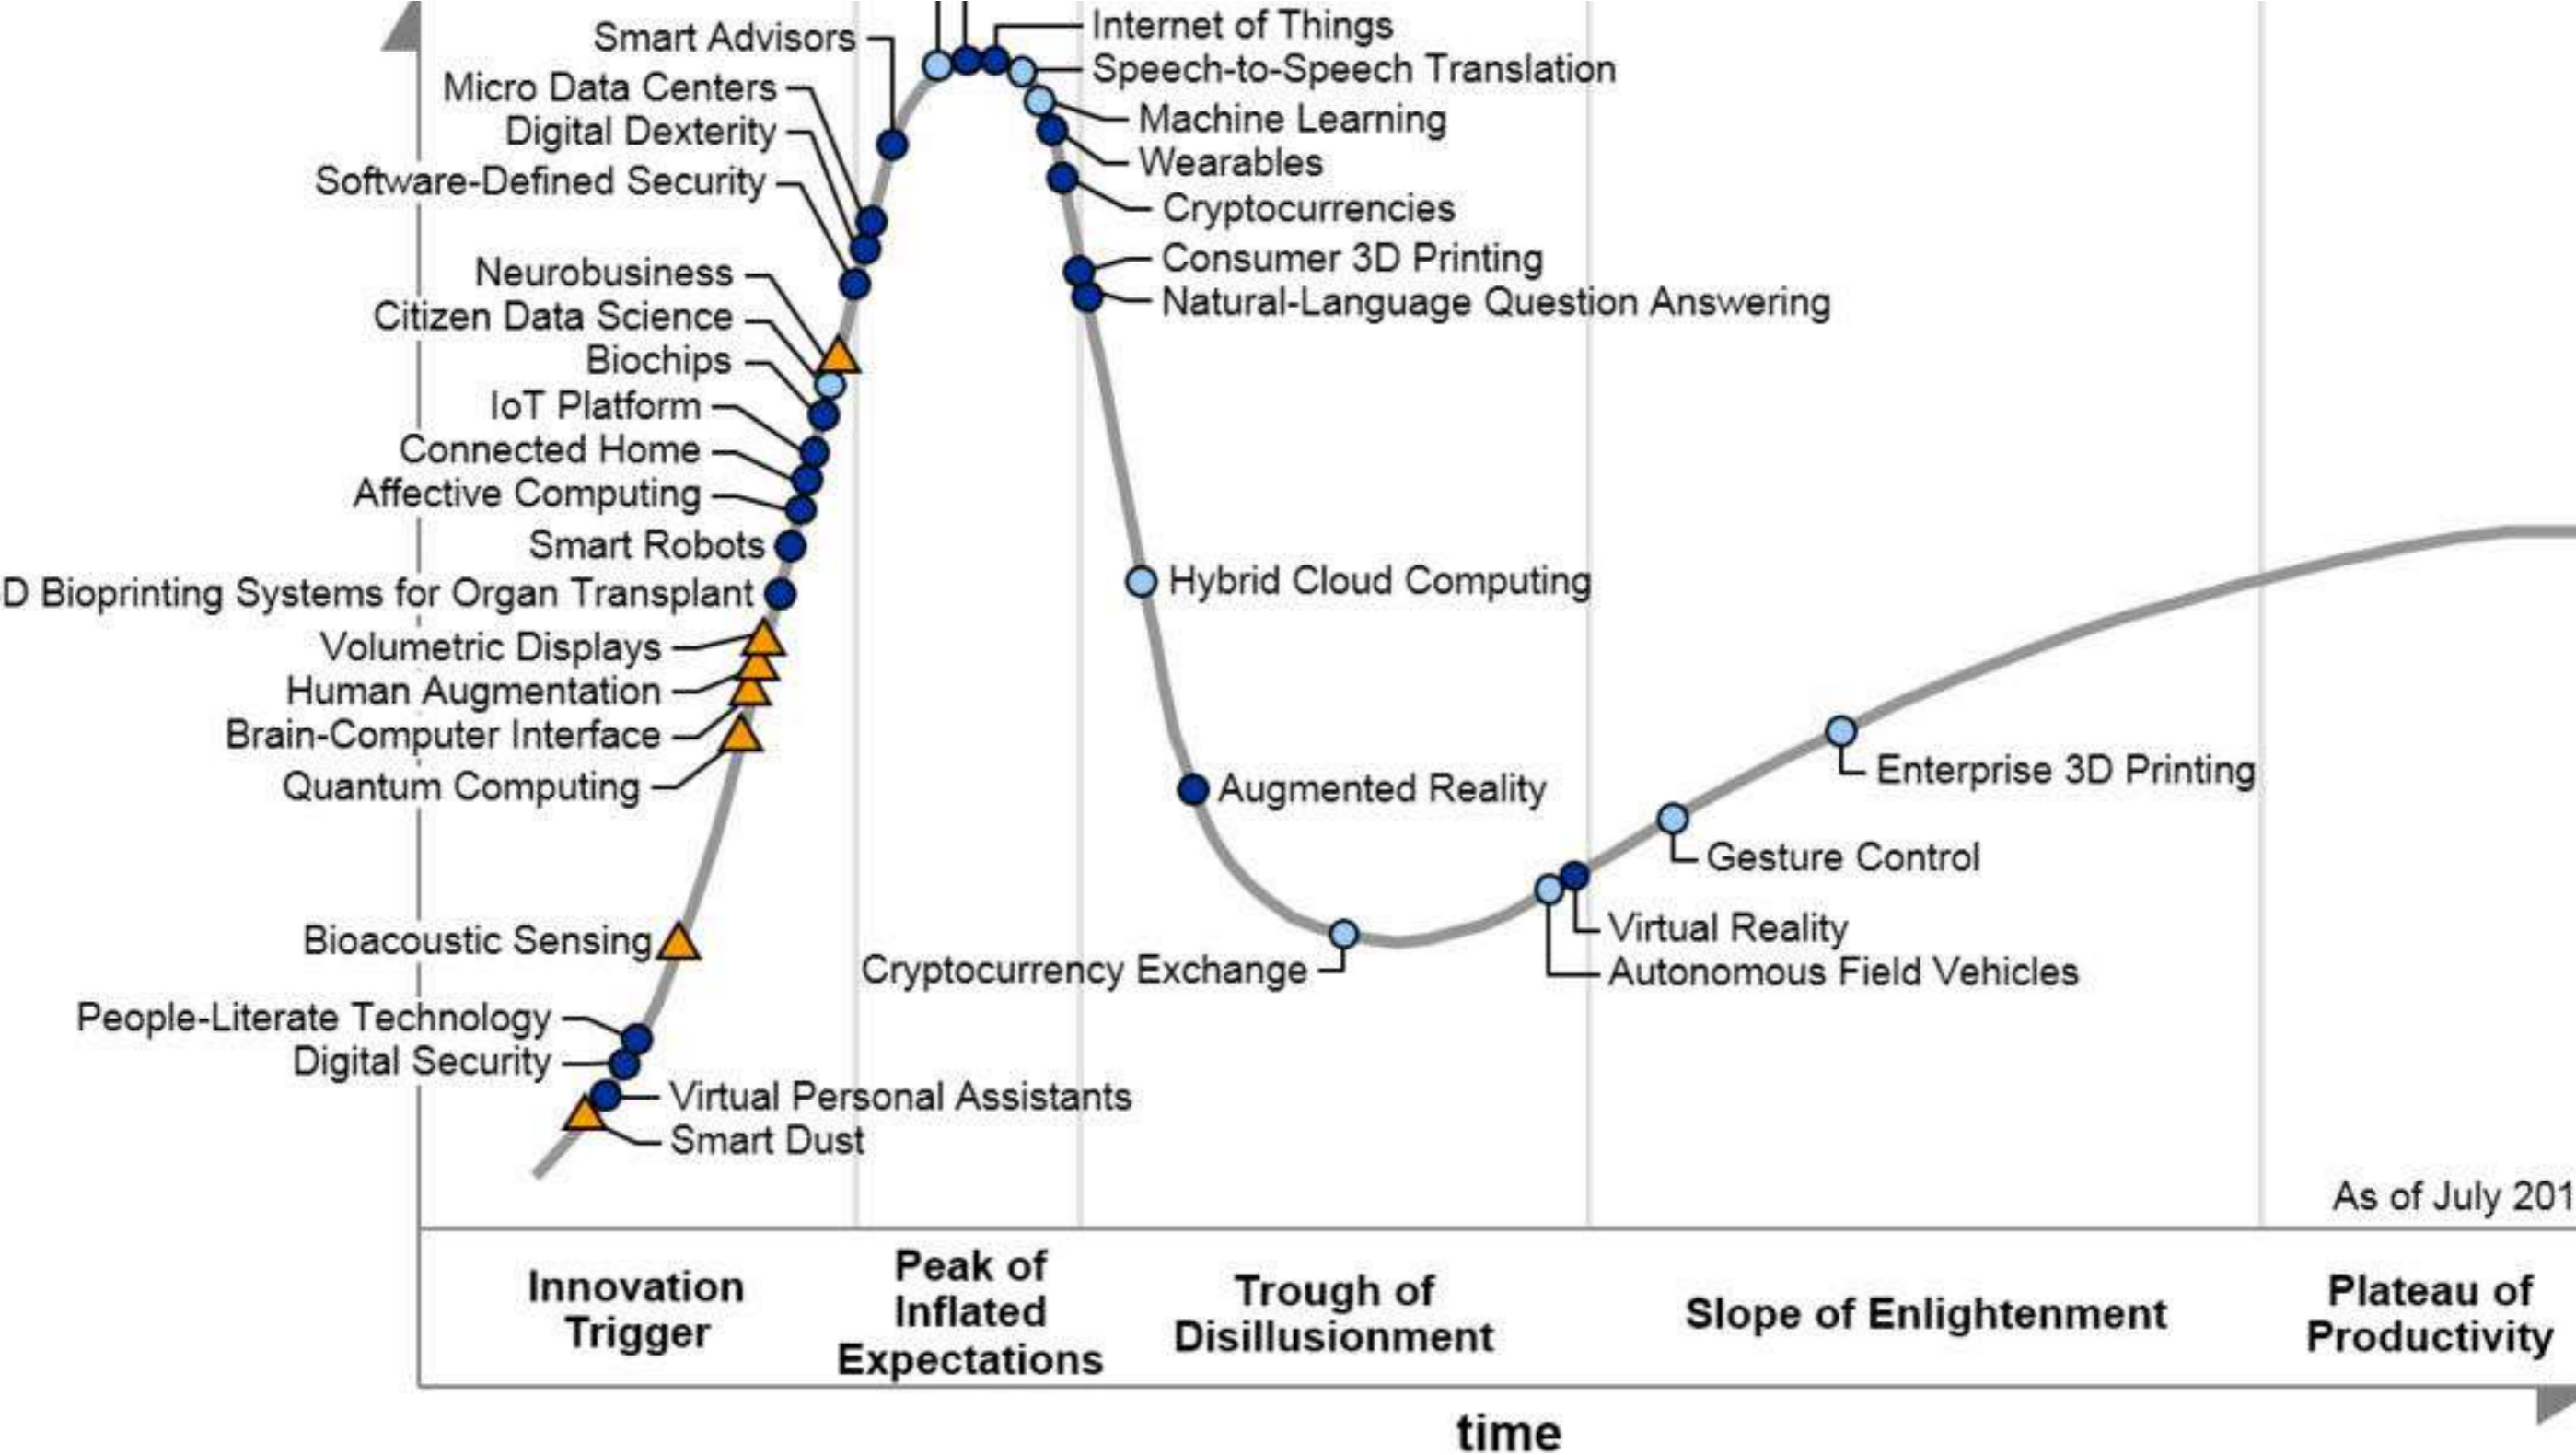 Smart Advisors
Micro Data Centers
Digital Dexterity
Software-Defined Security
Neurobusiness
Citizen Data Science
Biochips
IoT Platform
Connected Home
Affective Computing
Smart Robots
D Bioprinting Systems for Organ Transplant
Volumetric Displays
Human Augmentation
Brain-Computer Interface
Quantum Computing
Bioacoustic Sensing
People-Literate Technology
Digital Security
Virtual Personal Assistants
Smart Dust
Internet of Things
Speech-to-Speech Translation
Machine Learning
Wearables
Cryptocurrencies
Consumer 3D Printing
Natural-Language Question Answering
Hybrid Cloud Computing
Augmented Reality
Cryptocurrency Exchange
Virtual Reality
Autonomous Field Vehicles
Gesture Control
Enterprise 3D Printing
As of July 201
Innovation
Trigger
Peak of
Inflated
Expectations
Trough of
Disillusionment
Slope of Enlightenment
Plateau of
Productivity
time